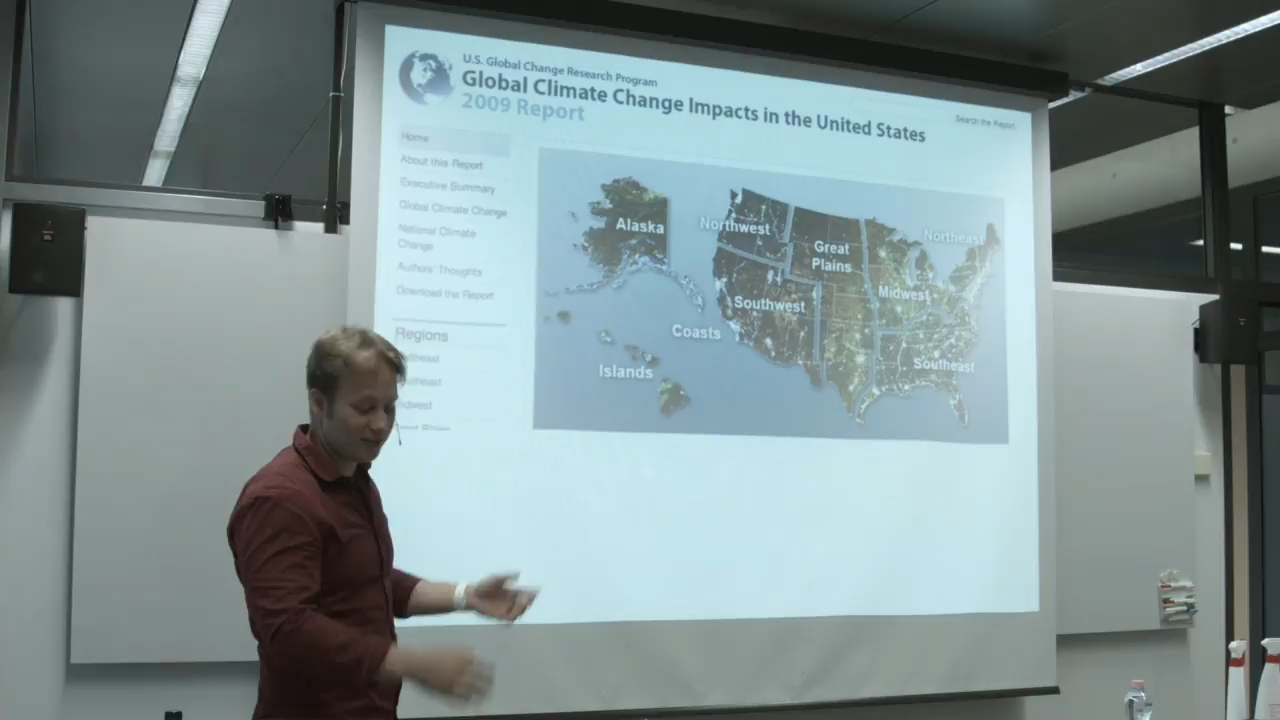 U.S. Global Change Research Program
Global Climate Change Impacts in the United States
2009 Report
Search the Report
Home
About this Report
Executive Summary
Global Climate Change
National Climate
Change
Authors' Thoughts
Download the Report
Regions
Alaska
Northwest
Great
Plains
Northeast
Midwest
Southwest
Coasts
Southeast
Islands